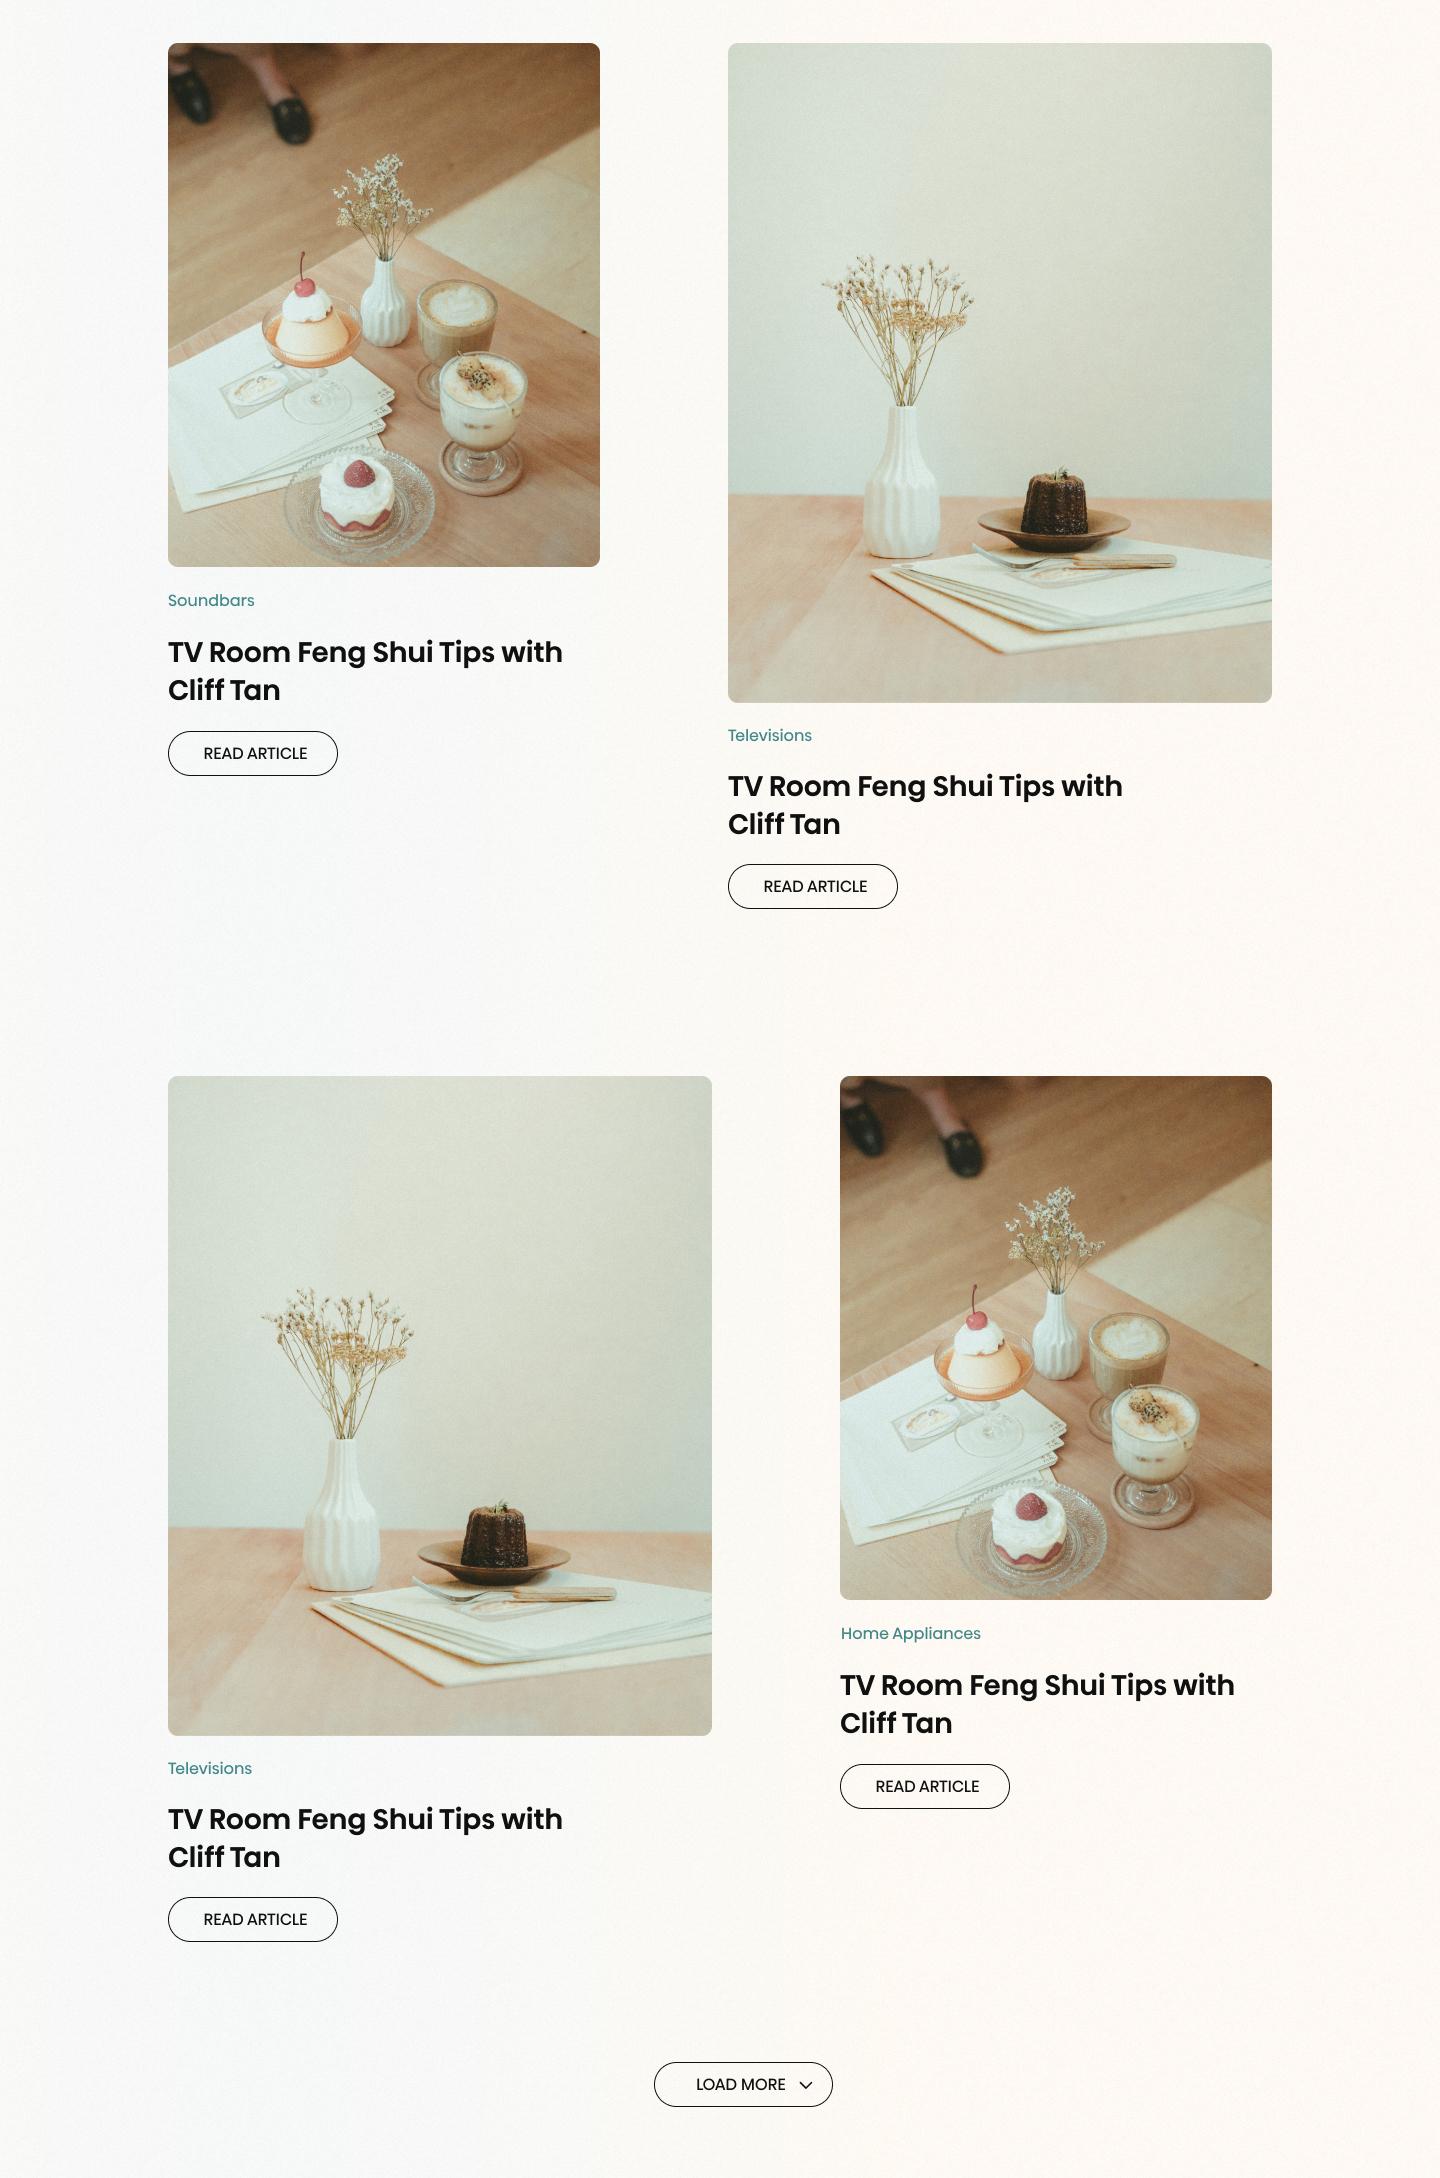 Soundbars
TV Room Feng Shui Tips with
Cliff Tan
READ ARTICLE
Televisions
TV Room Feng Shui Tips with
Cliff Tan
READ ARTICLE
Televisions
TV Room Feng Shui Tips with
Cliff Tan
READ ARTICLE
Home Appliances
TV Room Feng Shui Tips with
Cliff Tan
READ ARTICLE
LOAD MORE